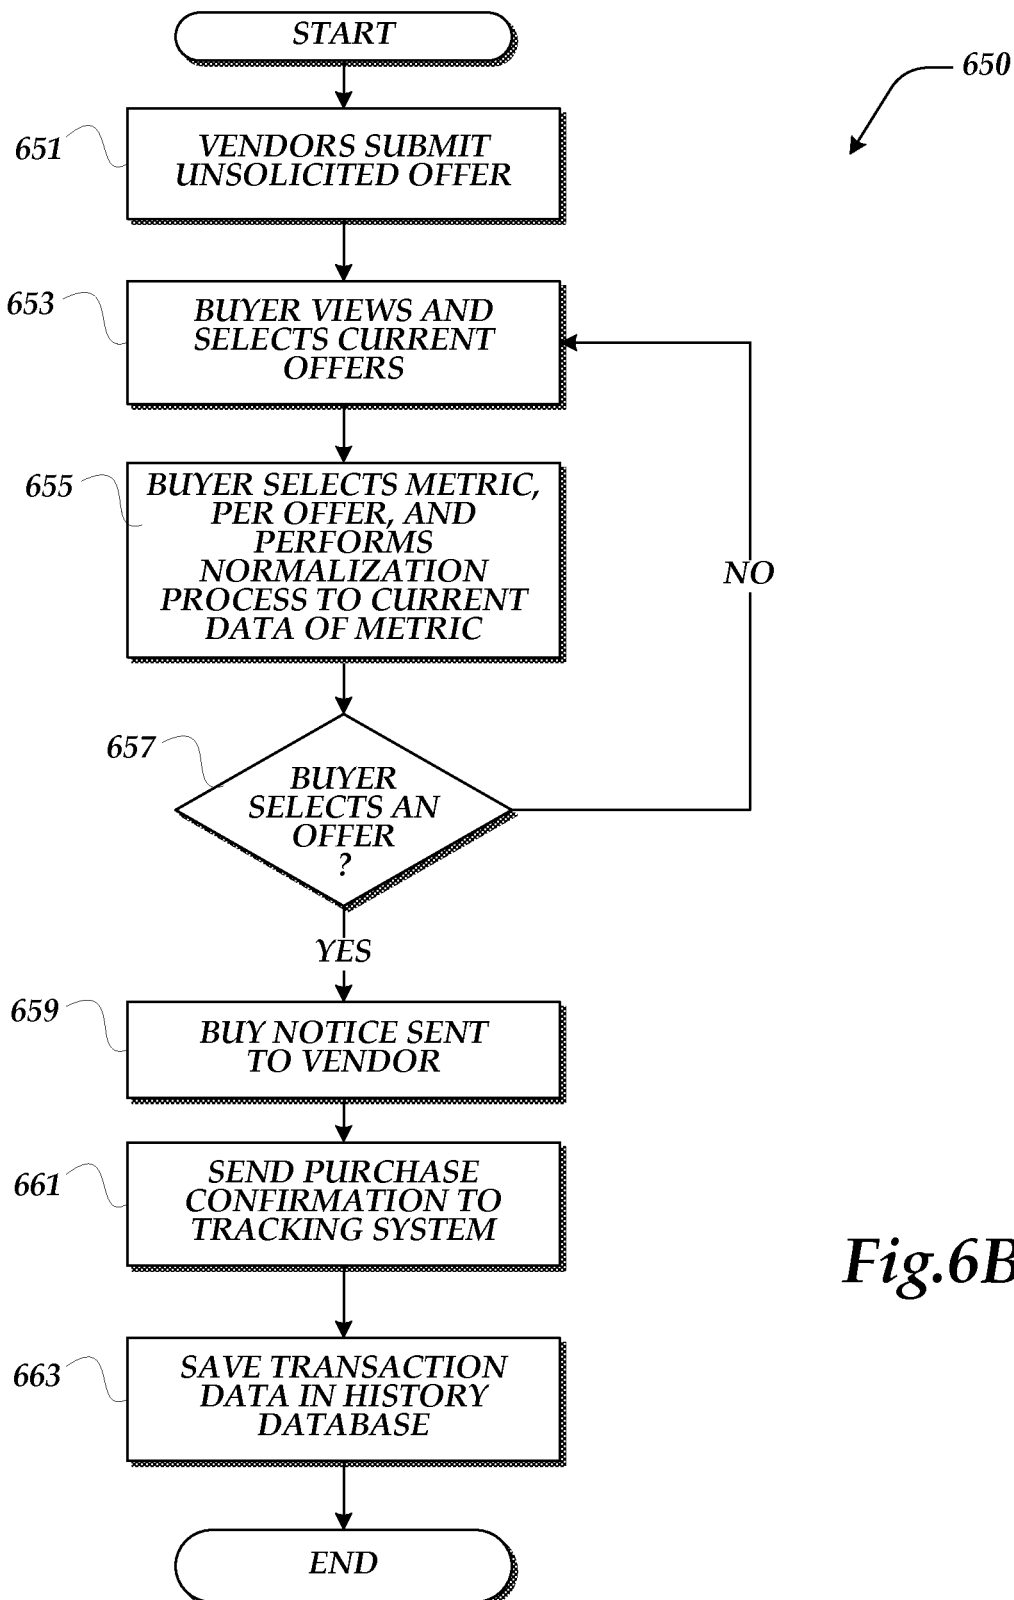 START
650
651
VENDORS SUBMIT
UNSOLICITED OFFER
653
BUYER VIEWS AND
SELECTS CURRENT
OFFERS
655
BUYER SELECTS METRIC,
PER OFFER, AND
PERFORMS
NORMALIZATION
PROCESS TO CURRENT
DATA OF METRIC
NO
657
BUYER
SELECTS AN
OFFER
?
YES
659
BUY NOTICE SENT
TO VENDOR
661
SEND PURCHASE
CONFIRMATION TO
TRACKING SYSTEM
Fig.6B
663
SAVE TRANSACTION
DATA IN HISTORY
DATABASE
END